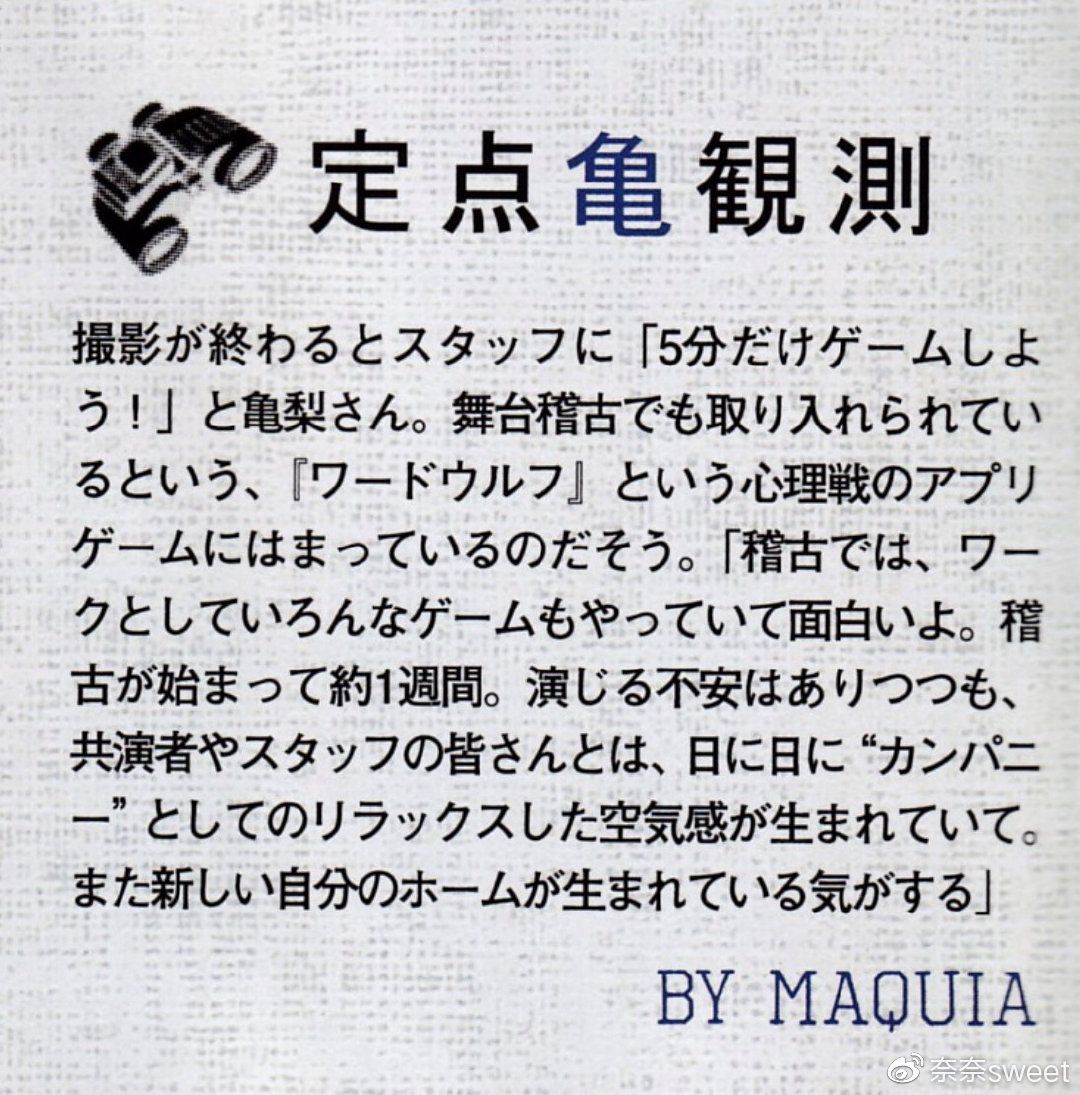 定点亀観測
撮影が終わるとスタッフに「5分だけゲームしよ
う！」と亀梨さん。舞台稽古でも取り入れられてい
るという、『ワードウルフ』という心理戦のアプリ
ゲームにはまっているのだそう。「稽古では、ワー
クとしていろんなゲームもやっていて面白いよ。稽
古が始まって約1週間。演じる不安はありつつも、
共演者やスタッフの皆さんとは、日に日に“カンパニ
ー”としてのリラックスした空気感が生まれていて。
また新しい自分のホームが生まれている気がする」
BY MAQUIA
奈奈sweet